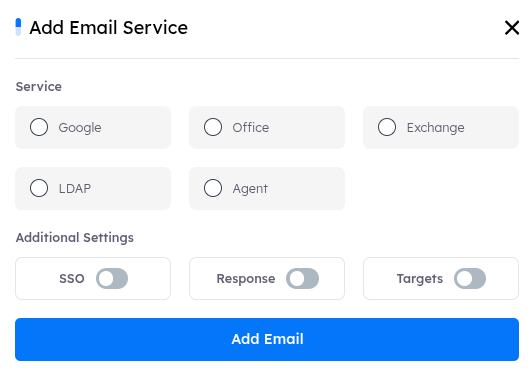 Add Email Service
Service
Google
Office
Exchange
LDAP
Agent
Additional Settings
SSO
Response
Targets
Add Email